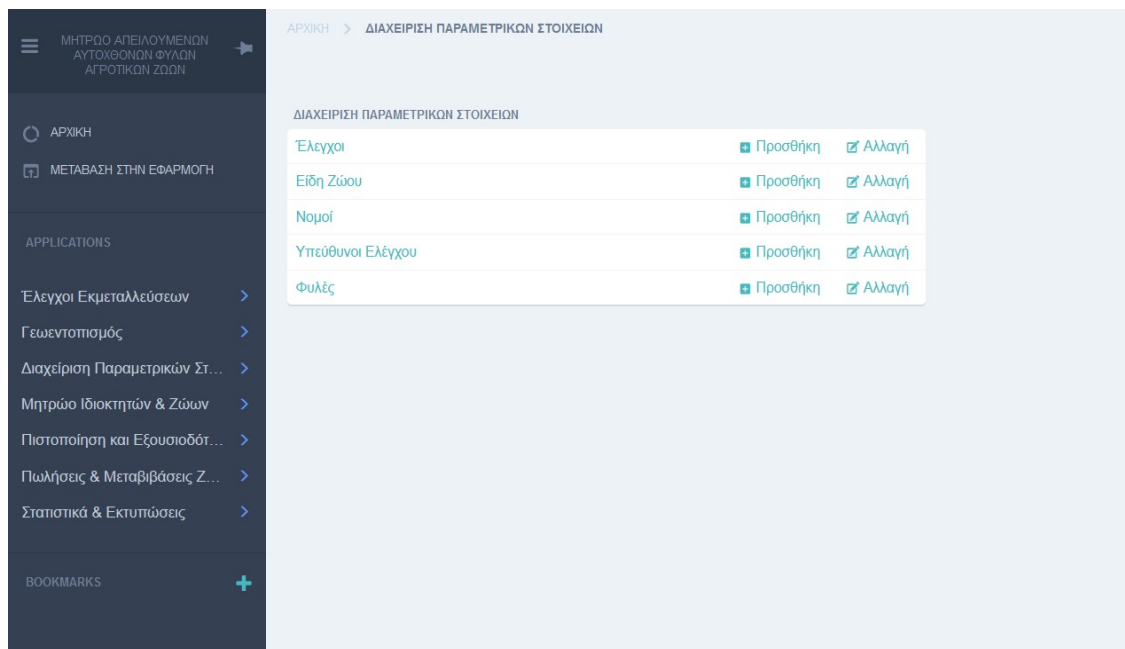 ΜΗΤΡΩΟ ΑΠΕΙΛΟΥΜΕΝΩΝ
ΑΥΤΟΧΘΟΝΩΝ ΦΥΛΩΝ
ΑΓΡΟΤΙΚΩΝ ΖΩΩΝ
ΑΡΧΙΚΗ
ΜΕΤΑΒΑΣΗ ΣΤΗΝ ΕΦΑΡΜΟΓΗ
APPLICATIONS
Έλεγχοι Εκμεταλλεύσεων
Γεωεντοπισμός
Διαχείριση Παραμετρικών Στ...
Μητρώο Ιδιοκτητών & Ζώων
Πιστοποίηση και Εξουσιοδότ...
Πωλήσεις & Μεταβιβάσεις Ζ...
Στατιστικά & Εκτυπώσεις
BOOKMARKS
ΑΡΧΙΚΗ > ΔΙΑΧΕΙΡΙΣΗ ΠΑΡΑΜΕΤΡΙΚΩΝ ΣΤΟΙΧΕΙΩΝ
ΔΙΑΧΕΙΡΙΣΗ ΠΑΡΑΜΕΤΡΙΚΩΝ ΣΤΟΙΧΕΙΩΝ
Έλεγχοι Προσθήκη Αλλαγή
Είδη Ζώου Προσθήκη Αλλαγή
Νομοί Προσθήκη Αλλαγή
Υπεύθυνοι Ελέγχου Προσθήκη Αλλαγή
Φυλές Προσθήκη Αλλαγή